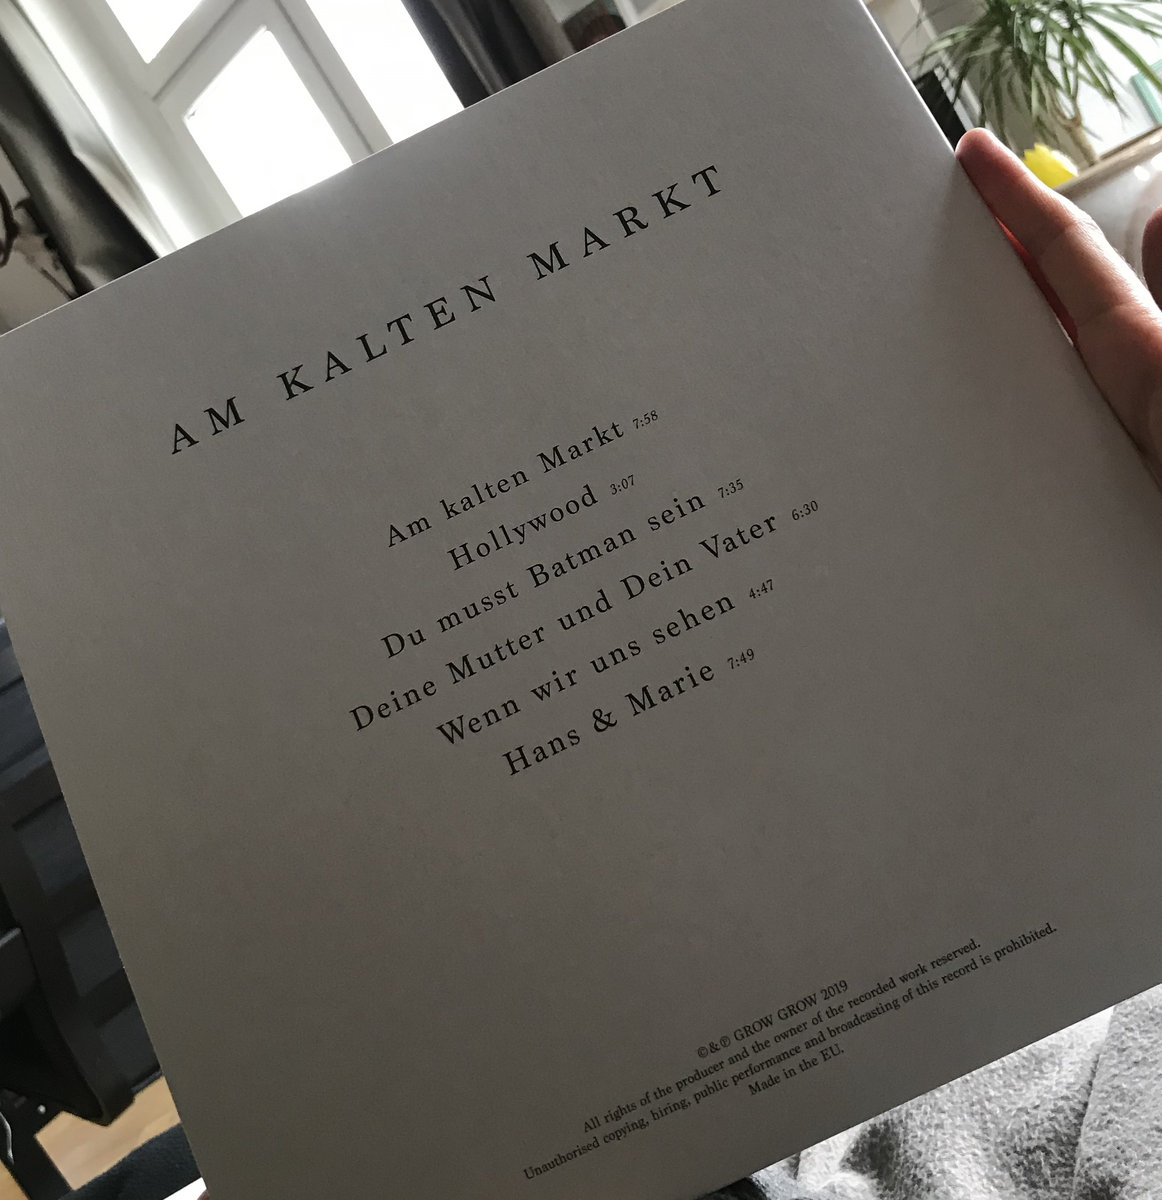 AM KALTEN MARKT
Am kalten Markt 7:58
Hollywood 3:07
Du musst Batman sein 7:35
Deine Mutter und Dein Vater 6:30
Wenn wir uns sehen 4:47
Hans & Marie 7:49
©&℗ GROW GROW 2019
All rights of the producer and the owner of the recorded work reserved.
Unauthorised copying, hiring, public performance and broadcasting of this record is prohibited.
Made in the EU.